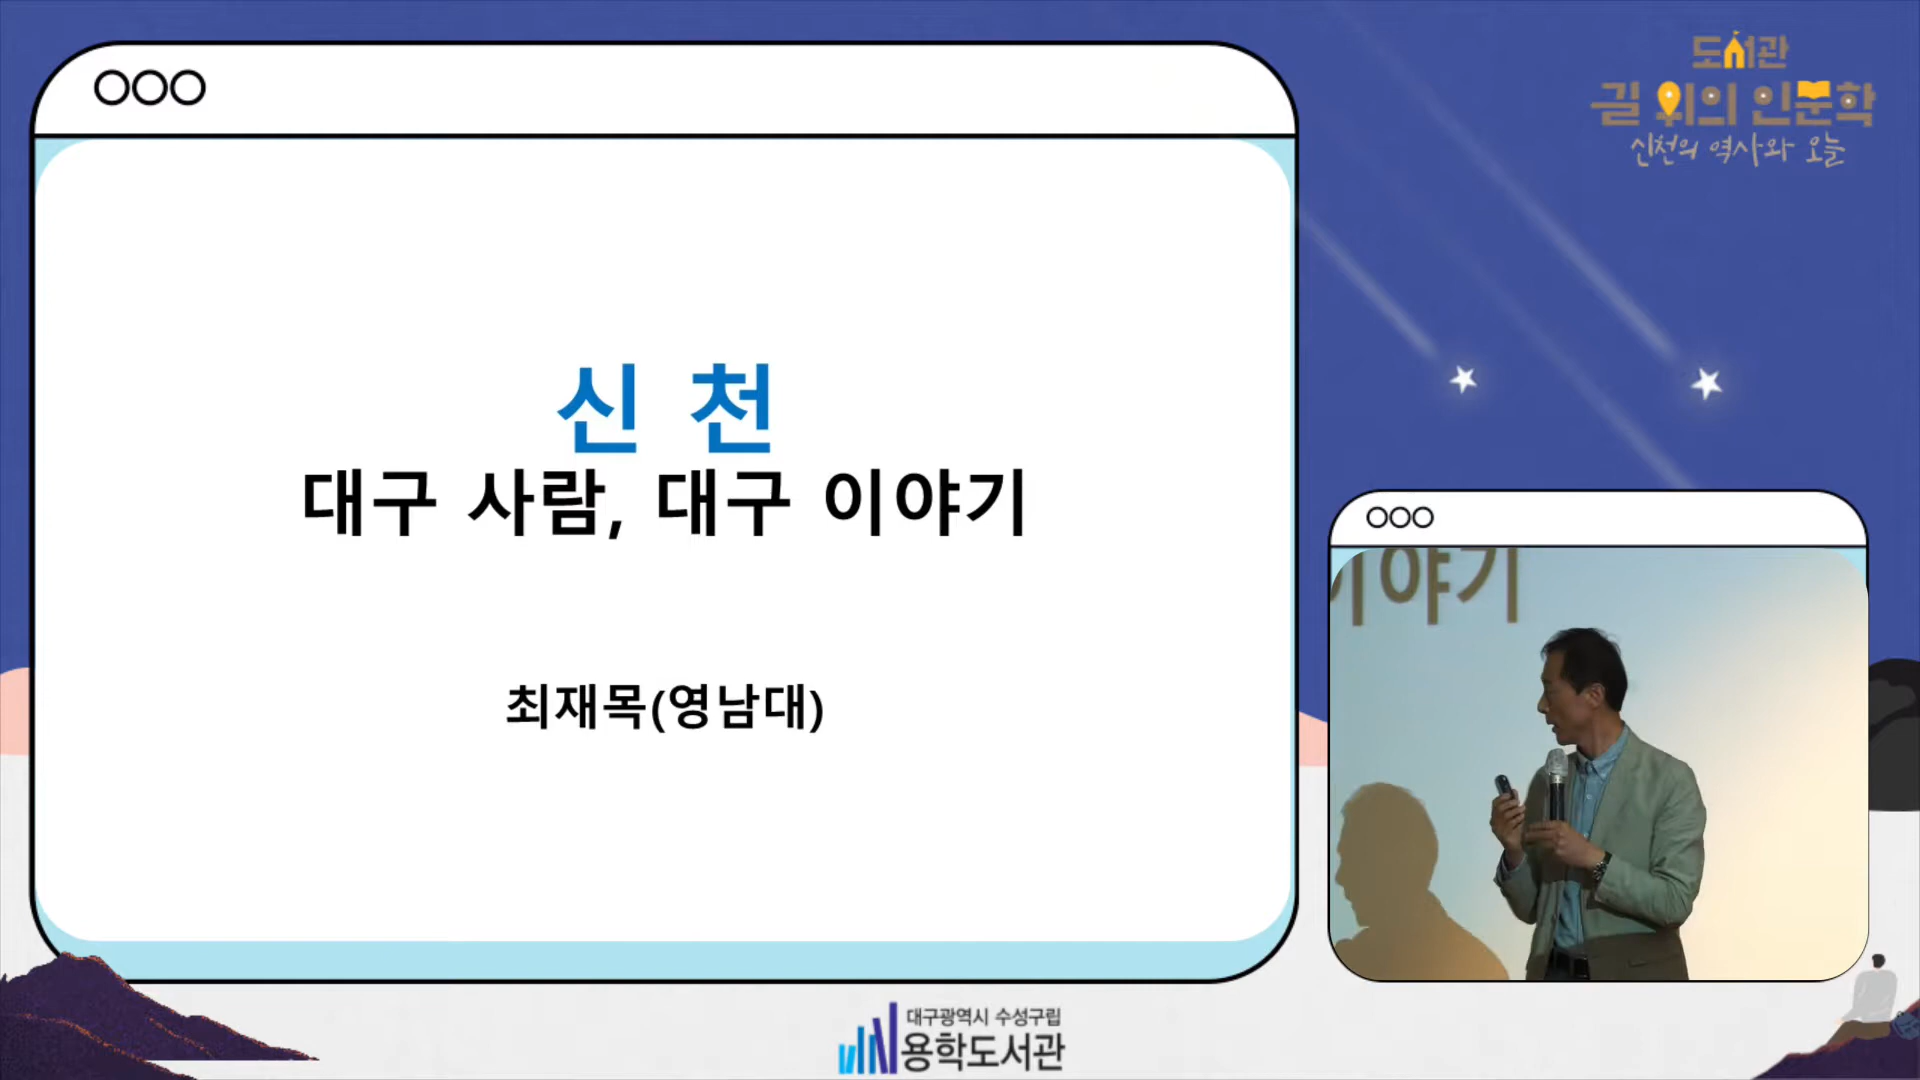 도서관
길 위의 인문학
신천의 역사와 오늘
신 천
대구 사람, 대구 이야기
최재목(영남대)
이야기
대구광역시 수성구립
용학도서관